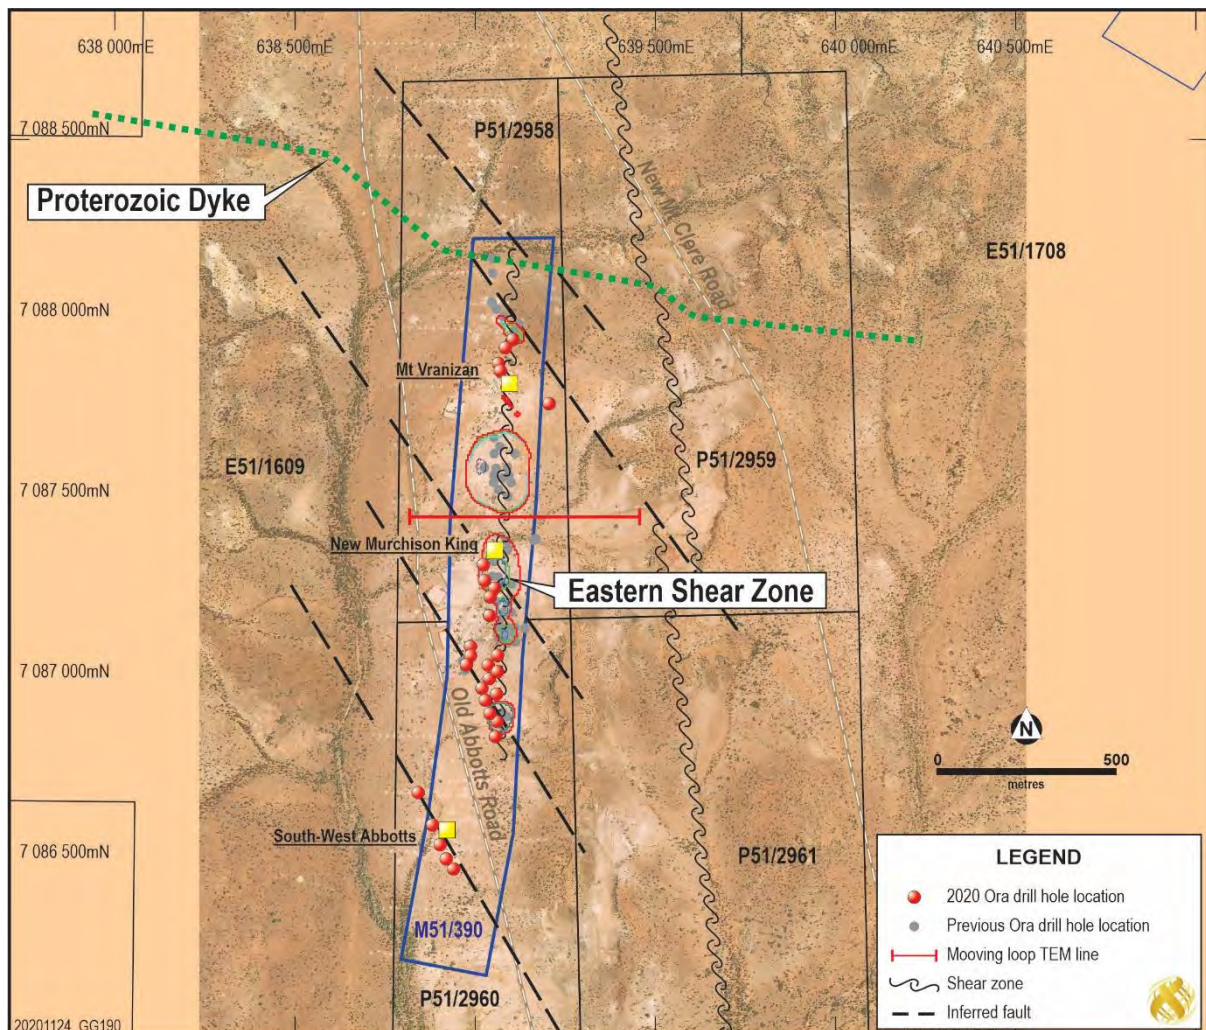 638 000mE
638 500mE
639 500mE
640 000mE
640 500mE
7 088 500mN
P51/2958
Proterozoic Dyke
New Mt Clere Road
E51/1708
7 088 000mN
Mt Vranizan
E51/1609
P51/2959
7 087 500mN
New Murchison King
Eastern Shear Zone
7 087 000mN
Old Abbotts Road
N
0
500
metres
South-West Abbotts
7 086 500mN
P51/2961
M51/390
P51/2960
LEGEND
2020 Ora drill hole location
Previous Ora drill hole location
Mooving loop TEM line
Shear zone
Inferred fault
20201124_GG190